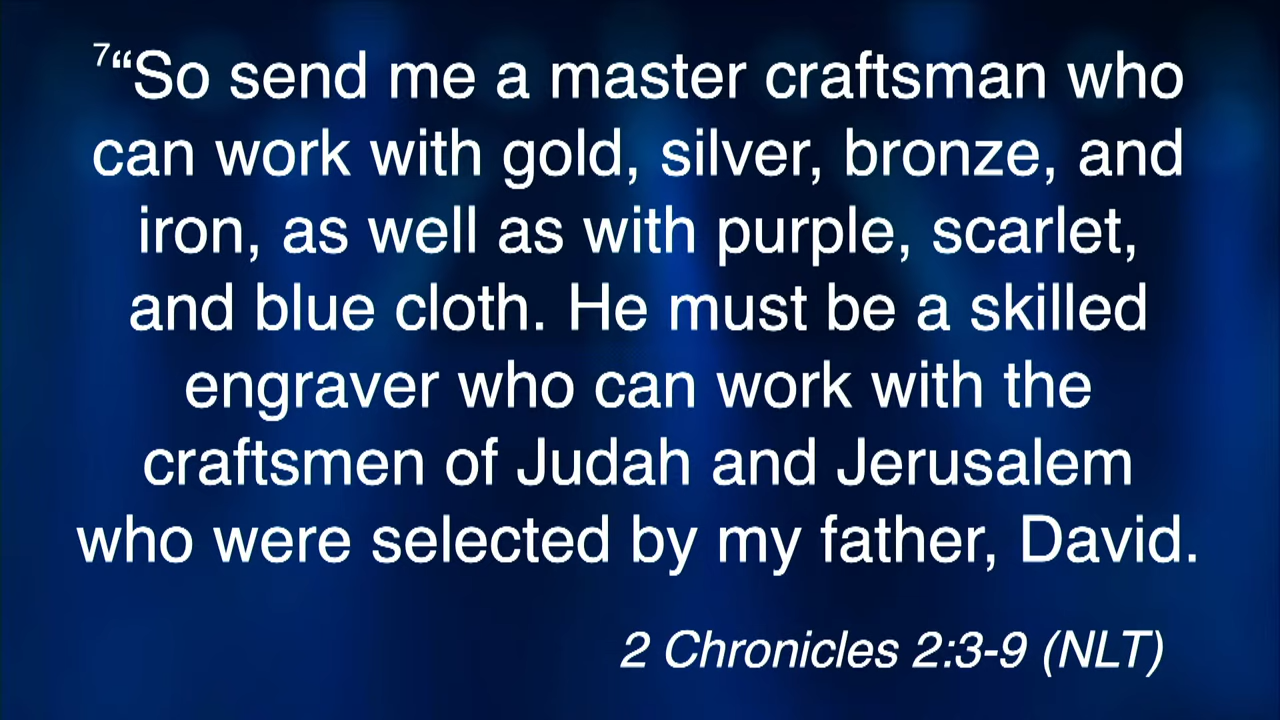 ⁷“So send me a master craftsman who
can work with gold, silver, bronze, and
iron, as well as with purple, scarlet,
and blue cloth. He must be a skilled
engraver who can work with the
craftsmen of Judah and Jerusalem
who were selected by my father, David.
2 Chronicles 2:3-9 (NLT)